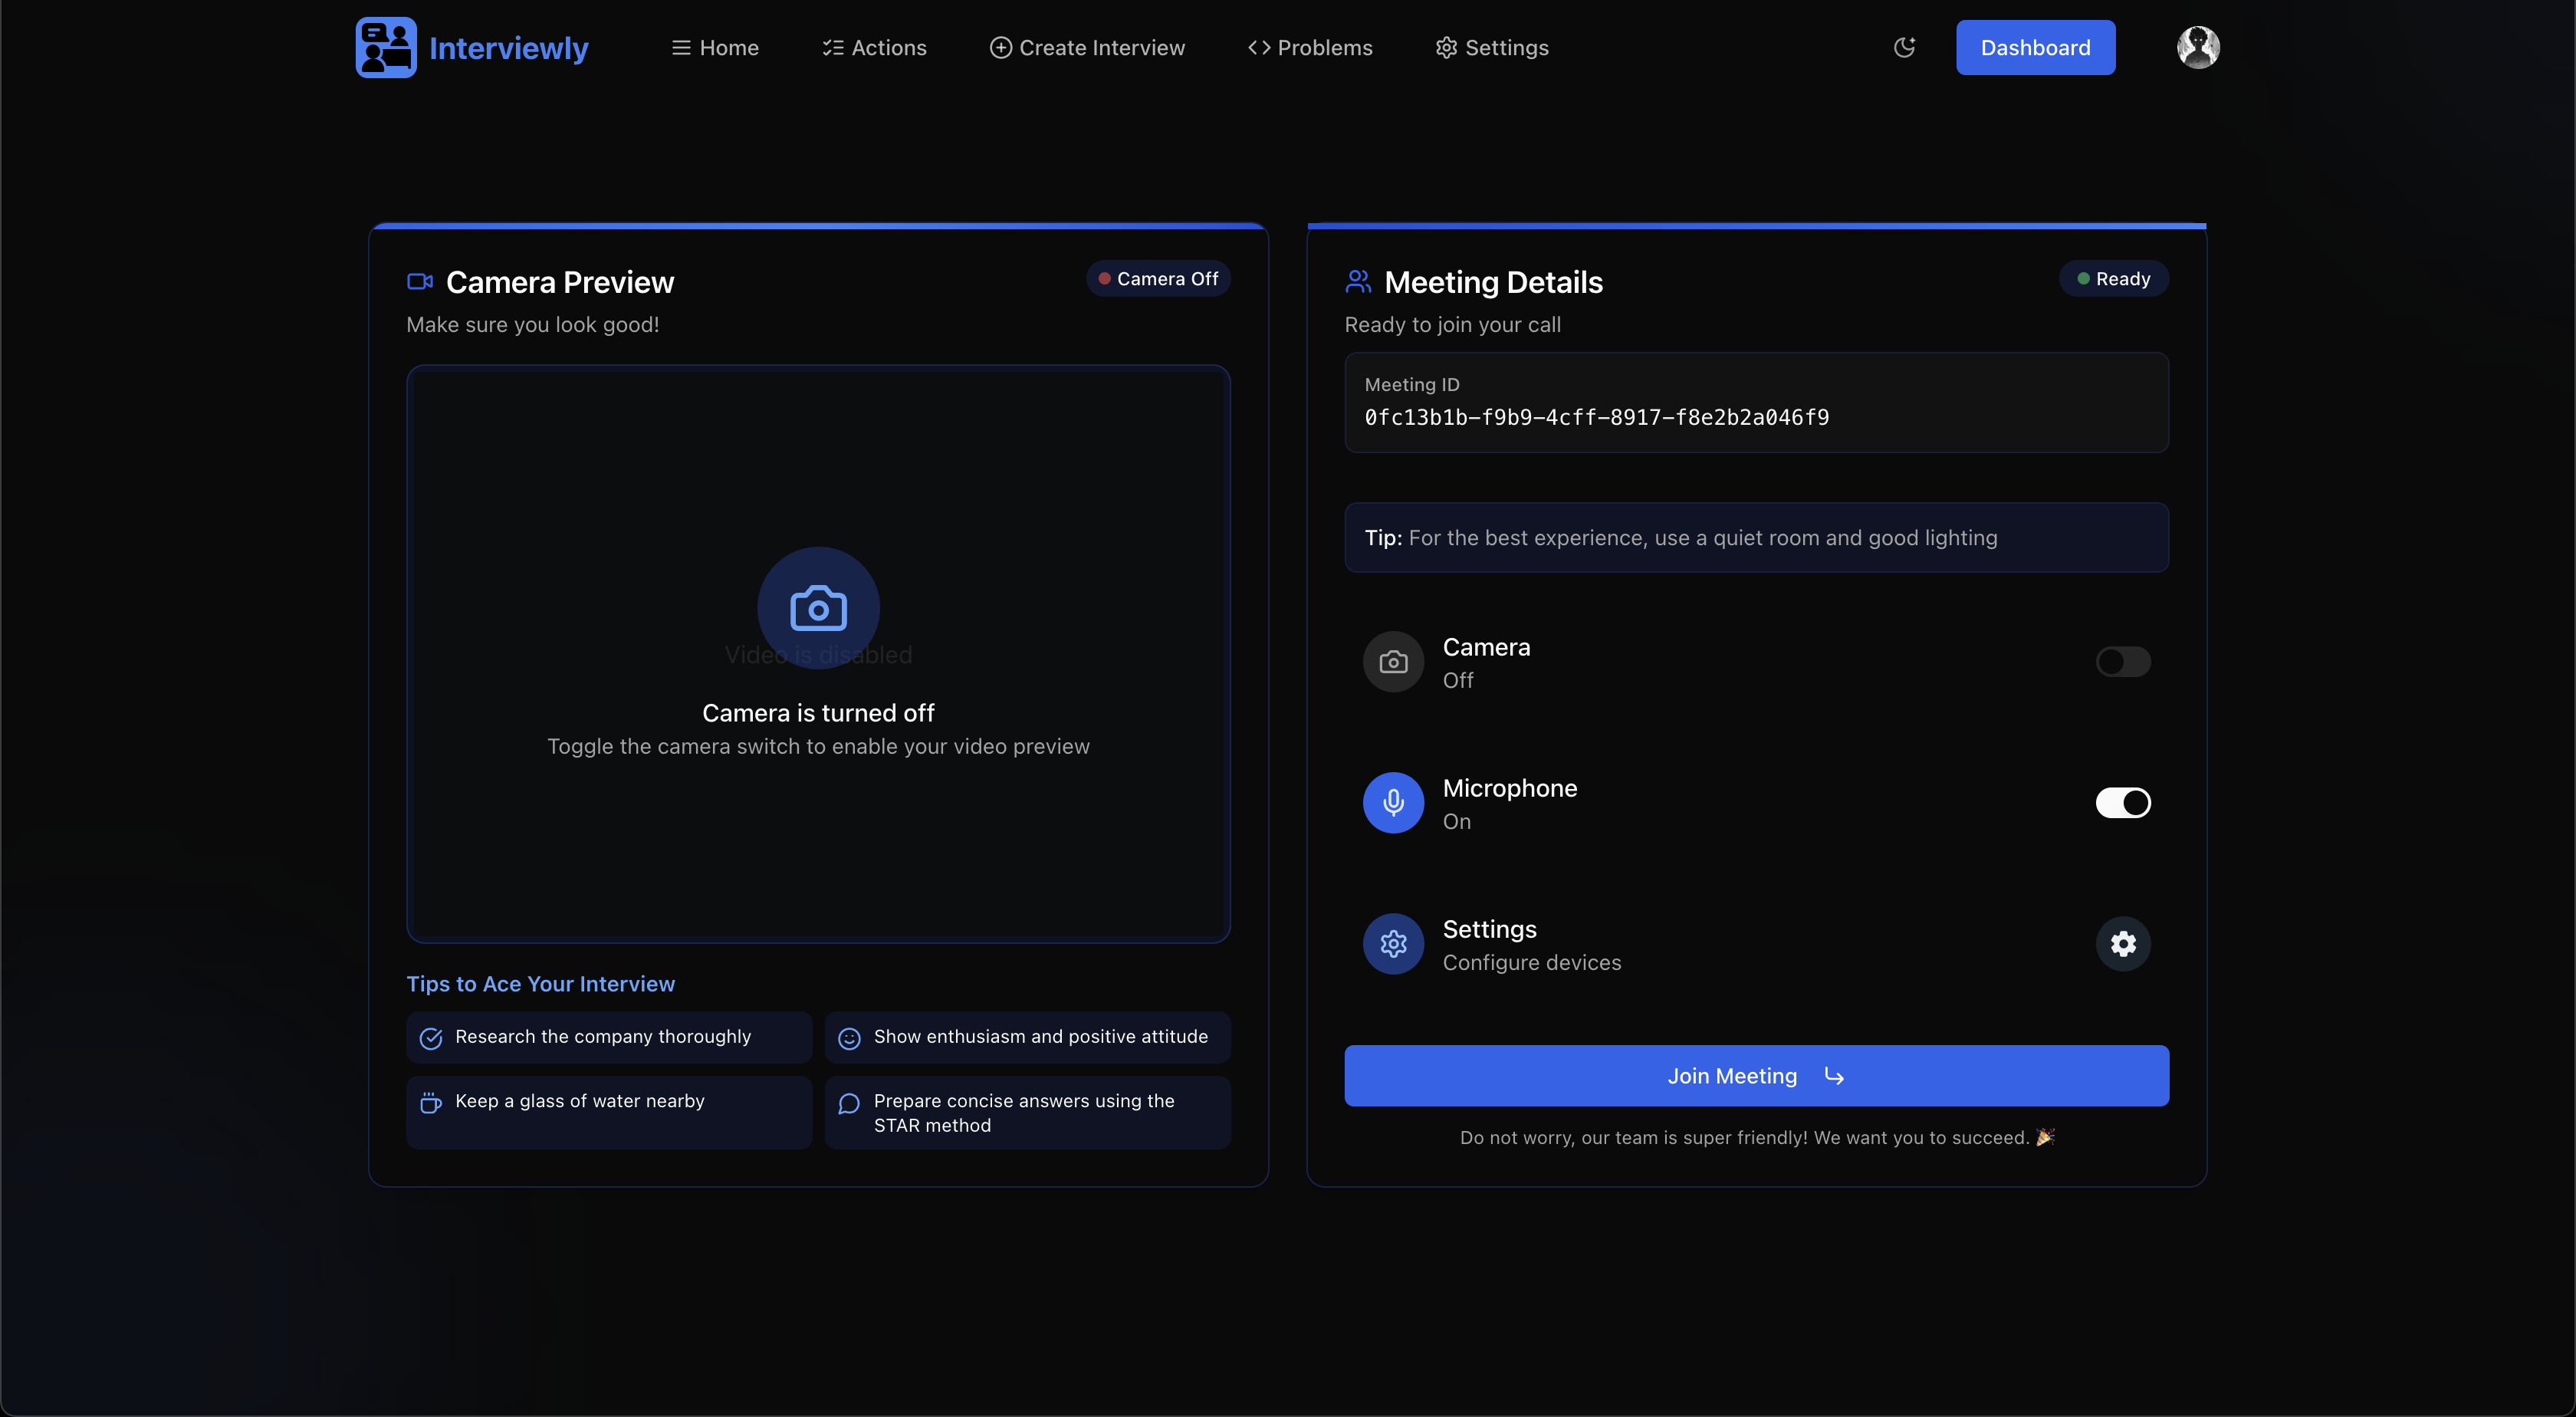 Interviewly
Home
Actions
Create Interview
Problems
Settings
Dashboard
Camera Preview
Camera Off
Make sure you look good!
Video is disabled
Camera is turned off
Toggle the camera switch to enable your video preview
Tips to Ace Your Interview
Research the company thoroughly
Show enthusiasm and positive attitude
Keep a glass of water nearby
Prepare concise answers using the
STAR method
Meeting Details
Ready
Ready to join your call
Meeting ID
0fc13b1b-f9b9-4cff-8917-f8e2b2a046f9
Tip: For the best experience, use a quiet room and good lighting
Camera
Off
Microphone
On
Settings
Configure devices
Join Meeting
Do not worry, our team is super friendly! We want you to succeed. 🎉